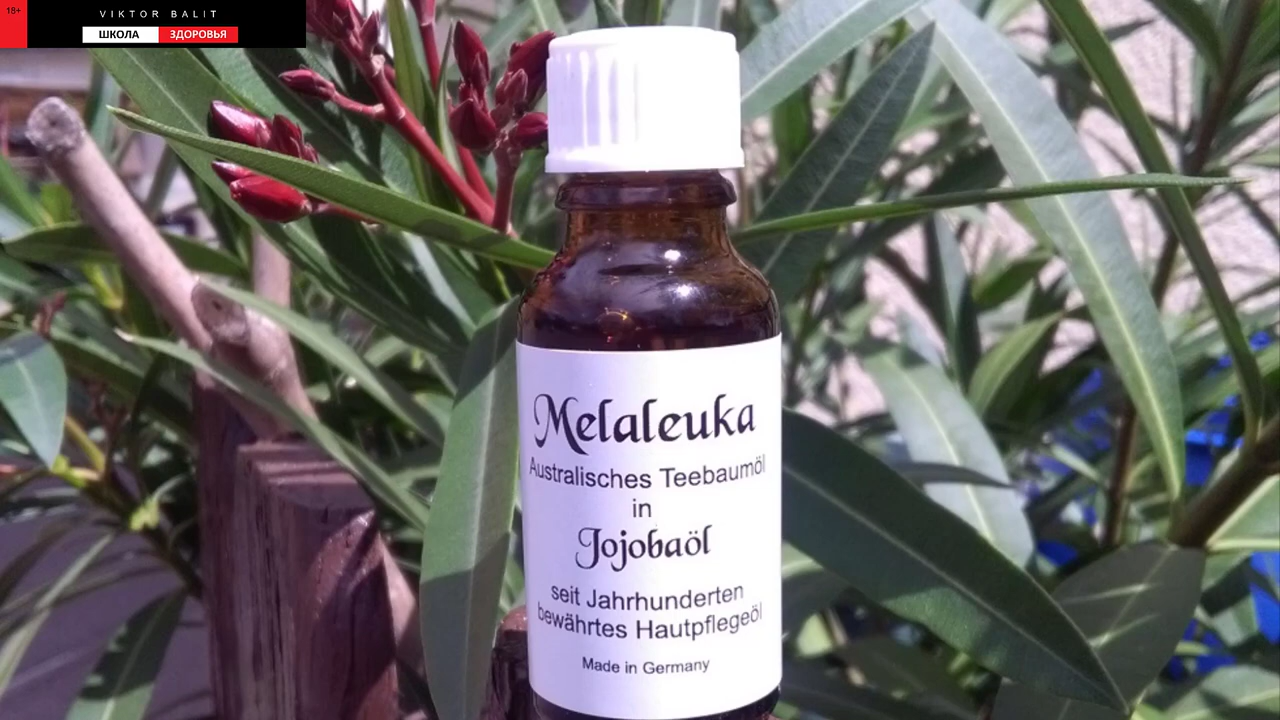 18+
VIKTOR BALIT
ШКОЛА ЗДОРОВЬЯ
Melaleuka
Australisches Teebaumöl
in
Jojobaöl
seit Jahrhunderten
bewährtes Hautpflegeöl
Made in Germany